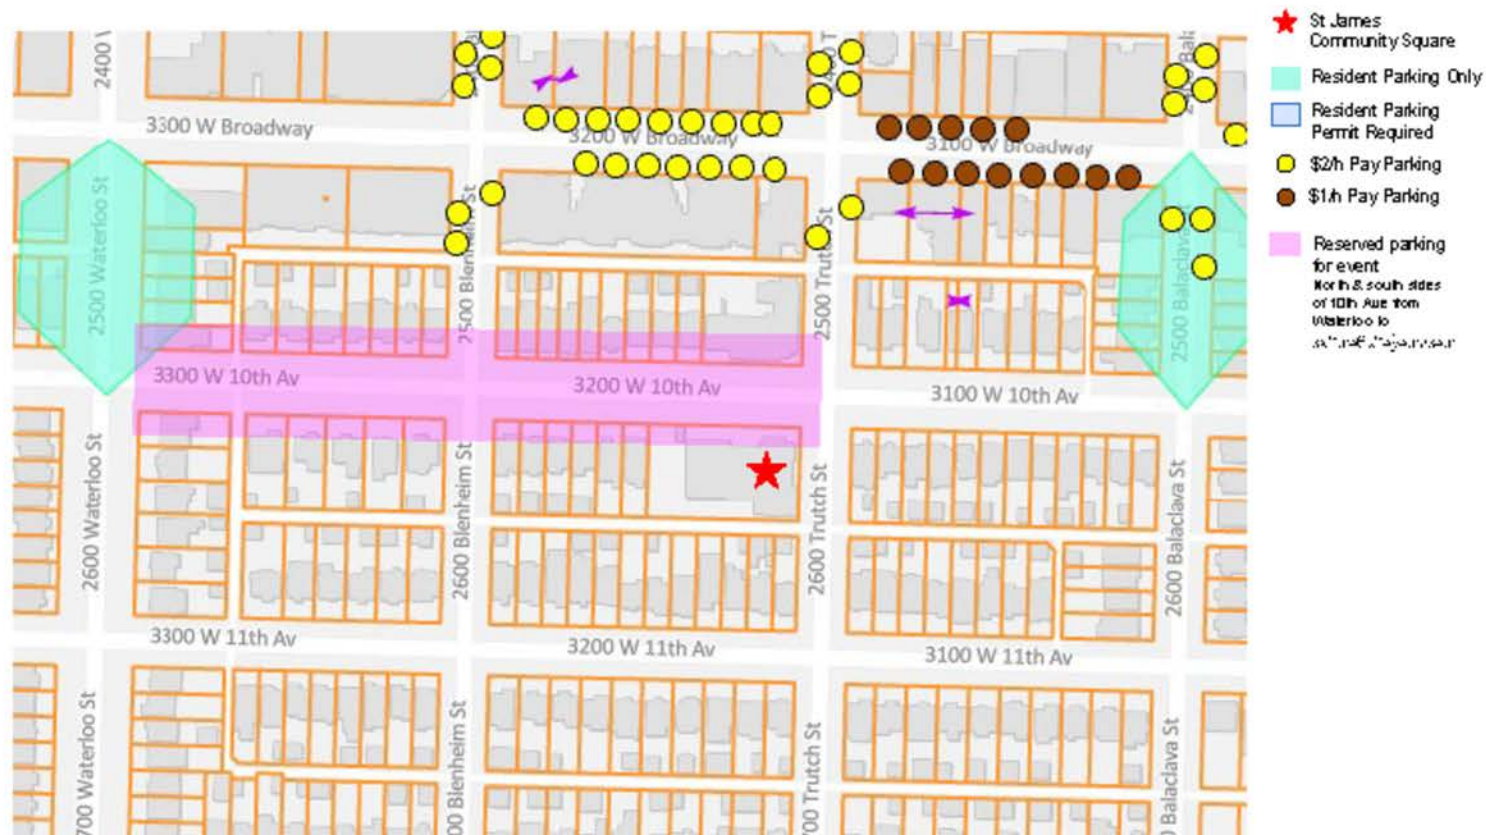 St James
Community Square
Resident Parking Only
Resident Parking
Permit Required
$2/h Pay Parking
$1/h Pay Parking
Reserved parking
for event
North & south sides
of 10th Ave from
Waterloo to
2400
3300 W Broadway
3200 W Broadway
3100 W Broadway
2500 Waterloo St
2500 Blenheim St
2500 Trutch St
2500 Balaclava
3300 W 10th Av
3200 W 10th Av
3100 W 10th Av
2600 Waterloo St
2600 Blenheim St
2600 Trutch St
2600 Balaclava St
3300 W 11th Av
3200 W 11th Av
3100 W 11th Av
700 Waterloo St
00 Blenheim St
00 Trutch St
Balaclava St